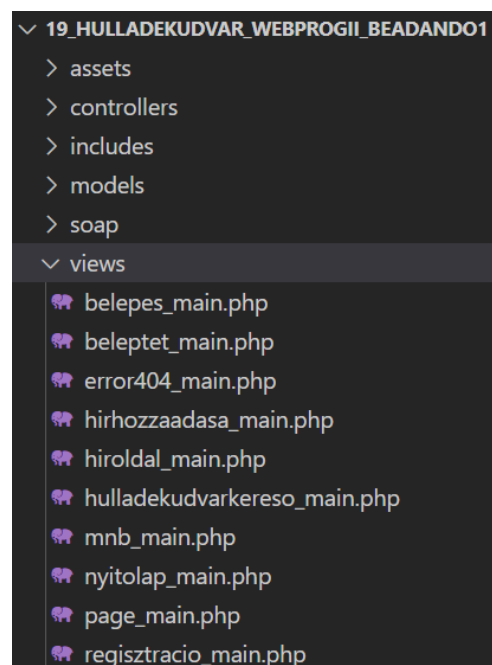 19_HULLADEKUDVAR_WEBPROGII_BEADANDO1
assets
controllers
includes
models
soap
views
belepes_main.php
beleptet_main.php
error404_main.php
hirhozzaadasa_main.php
hiroldal_main.php
hulladekudvarkereso_main.php
mnb_main.php
nyitolap_main.php
page_main.php
regisztracio_main.php